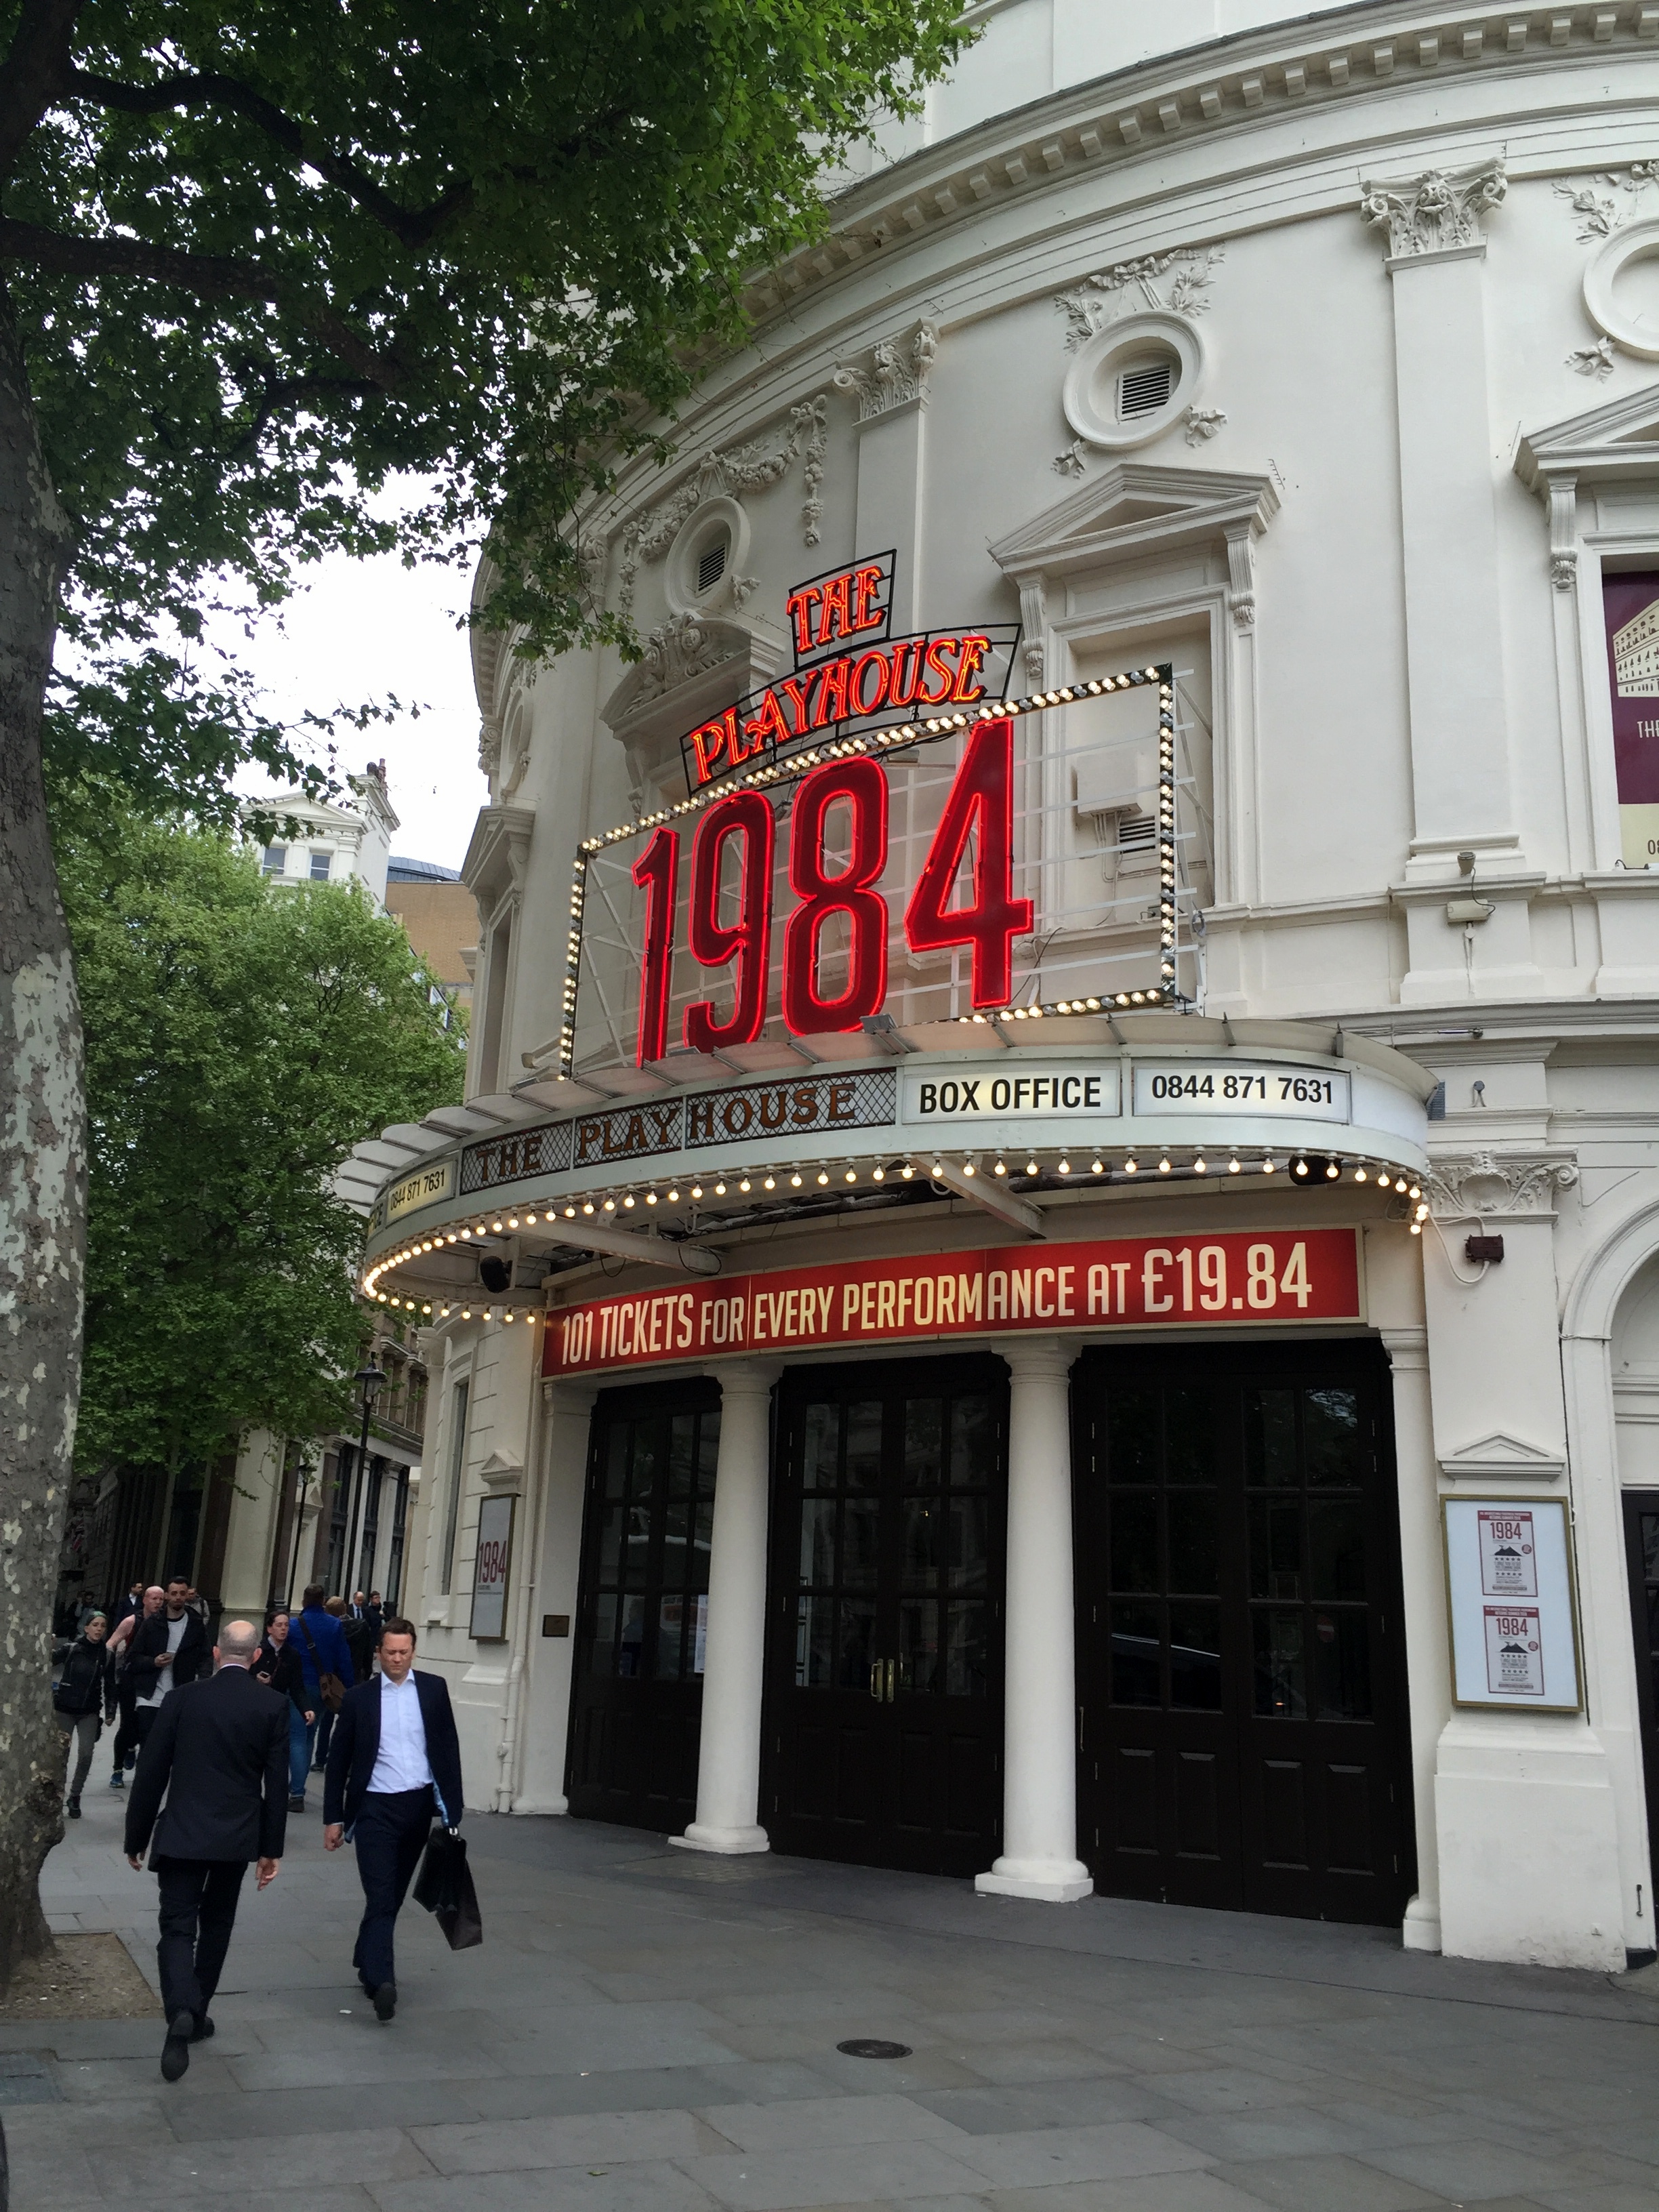 THE
PLAYHOUSE
1984
0844 871 7631
THE PLAYHOUSE
BOX OFFICE
0844 871 7631
101 TICKETS FOR EVERY PERFORMANCE AT £19.84
1984
1984
1984